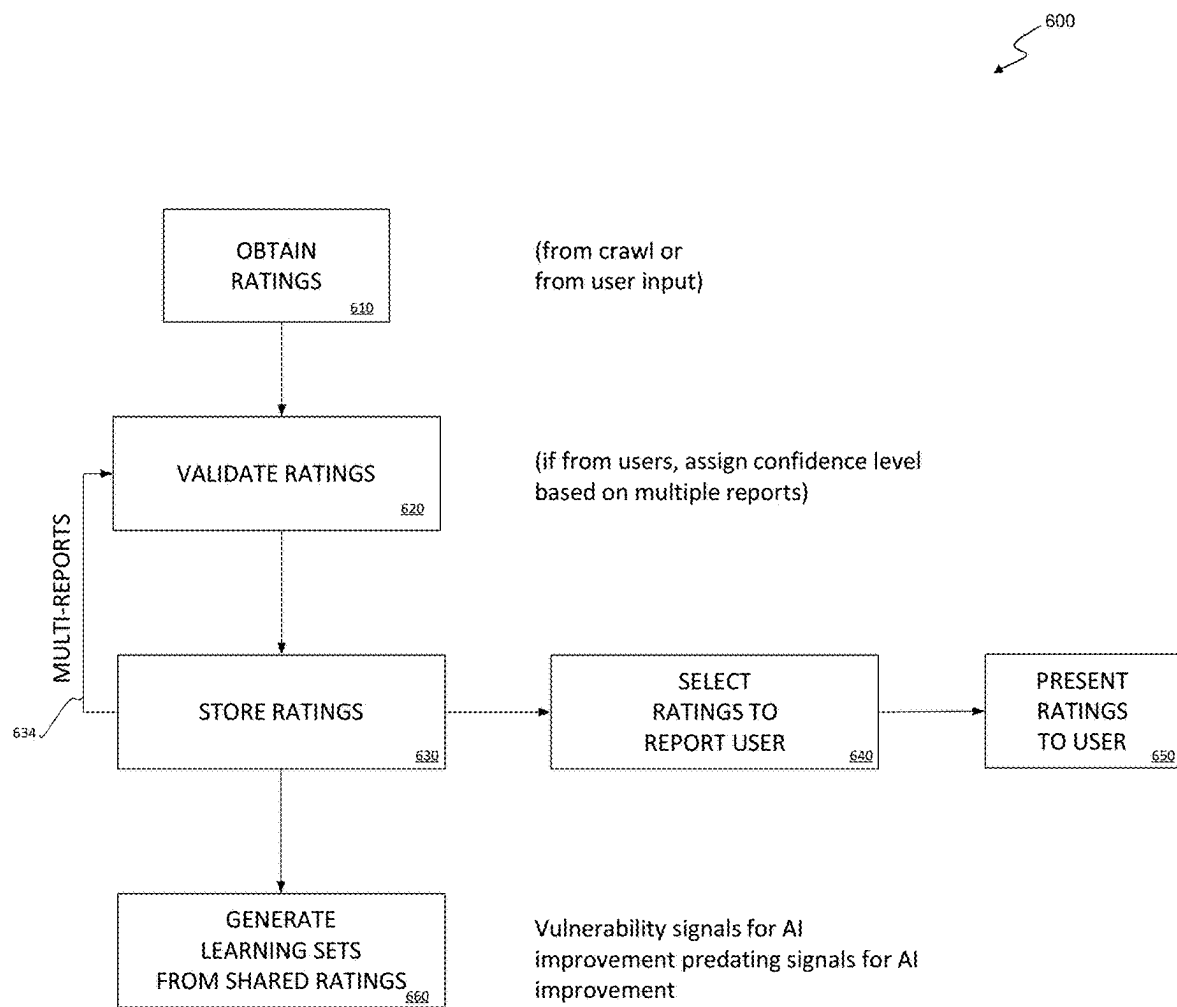 600
OBTAIN
RATINGS
610
(from crawl or
from user input)
VALIDATE RATINGS
620
(if from users, assign confidence level
based on multiple reports)
MULTI-REPORTS
634
STORE RATINGS
630
SELECT
RATINGS TO
REPORT USER
640
PRESENT
RATINGS
TO USER
650
GENERATE
LEARNING SETS
FROM SHARED RATINGS
660
Vulnerability signals for AI
improvement predating signals for AI
improvement